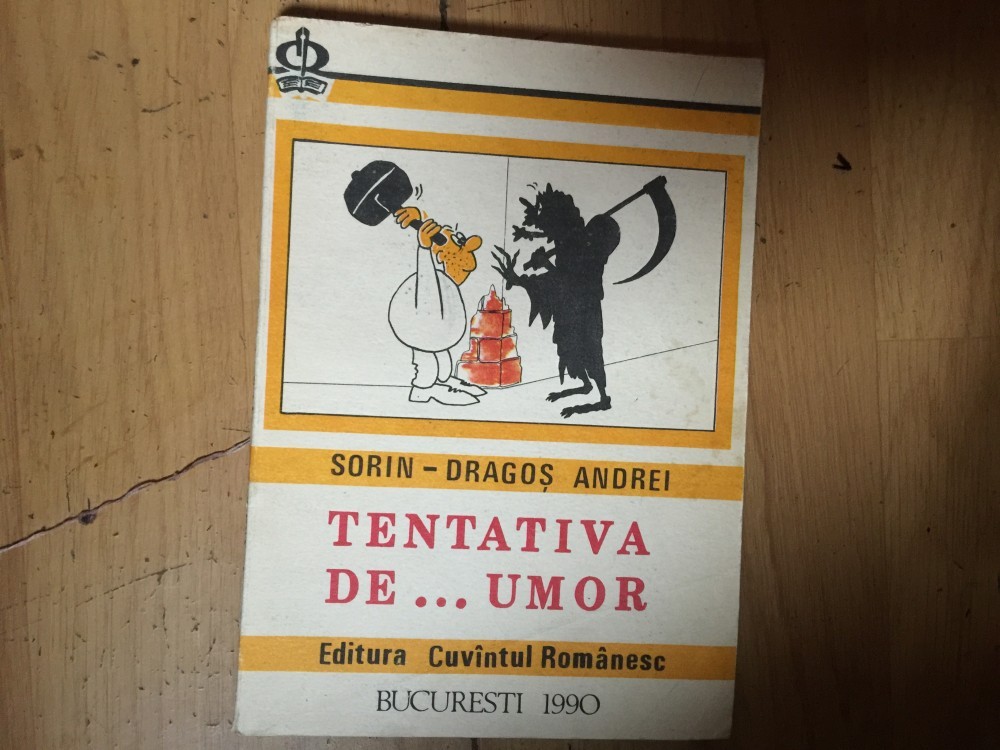 SORIN - DRAGOȘ ANDREI
TENTATIVA
DE... UMOR
Editura Cuvîntul Românesc
BUCURESTI 1990